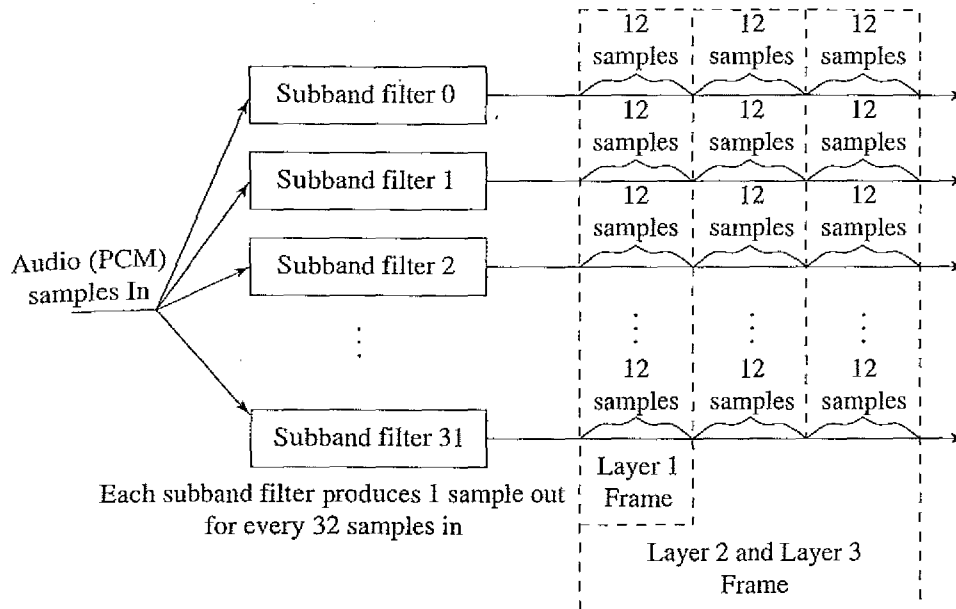 12 12 12
samples samples samples
Subband filter 0
12 12 12
samples samples samples
Subband filter 1
12 12 12
samples samples samples
Audio (PCM)
samples In
Subband filter 2
12 12 12
samples samples samples
Subband filter 31
Each subband filter produces 1 sample out
for every 32 samples in
Layer 1
Frame
Layer 2 and Layer 3
Frame